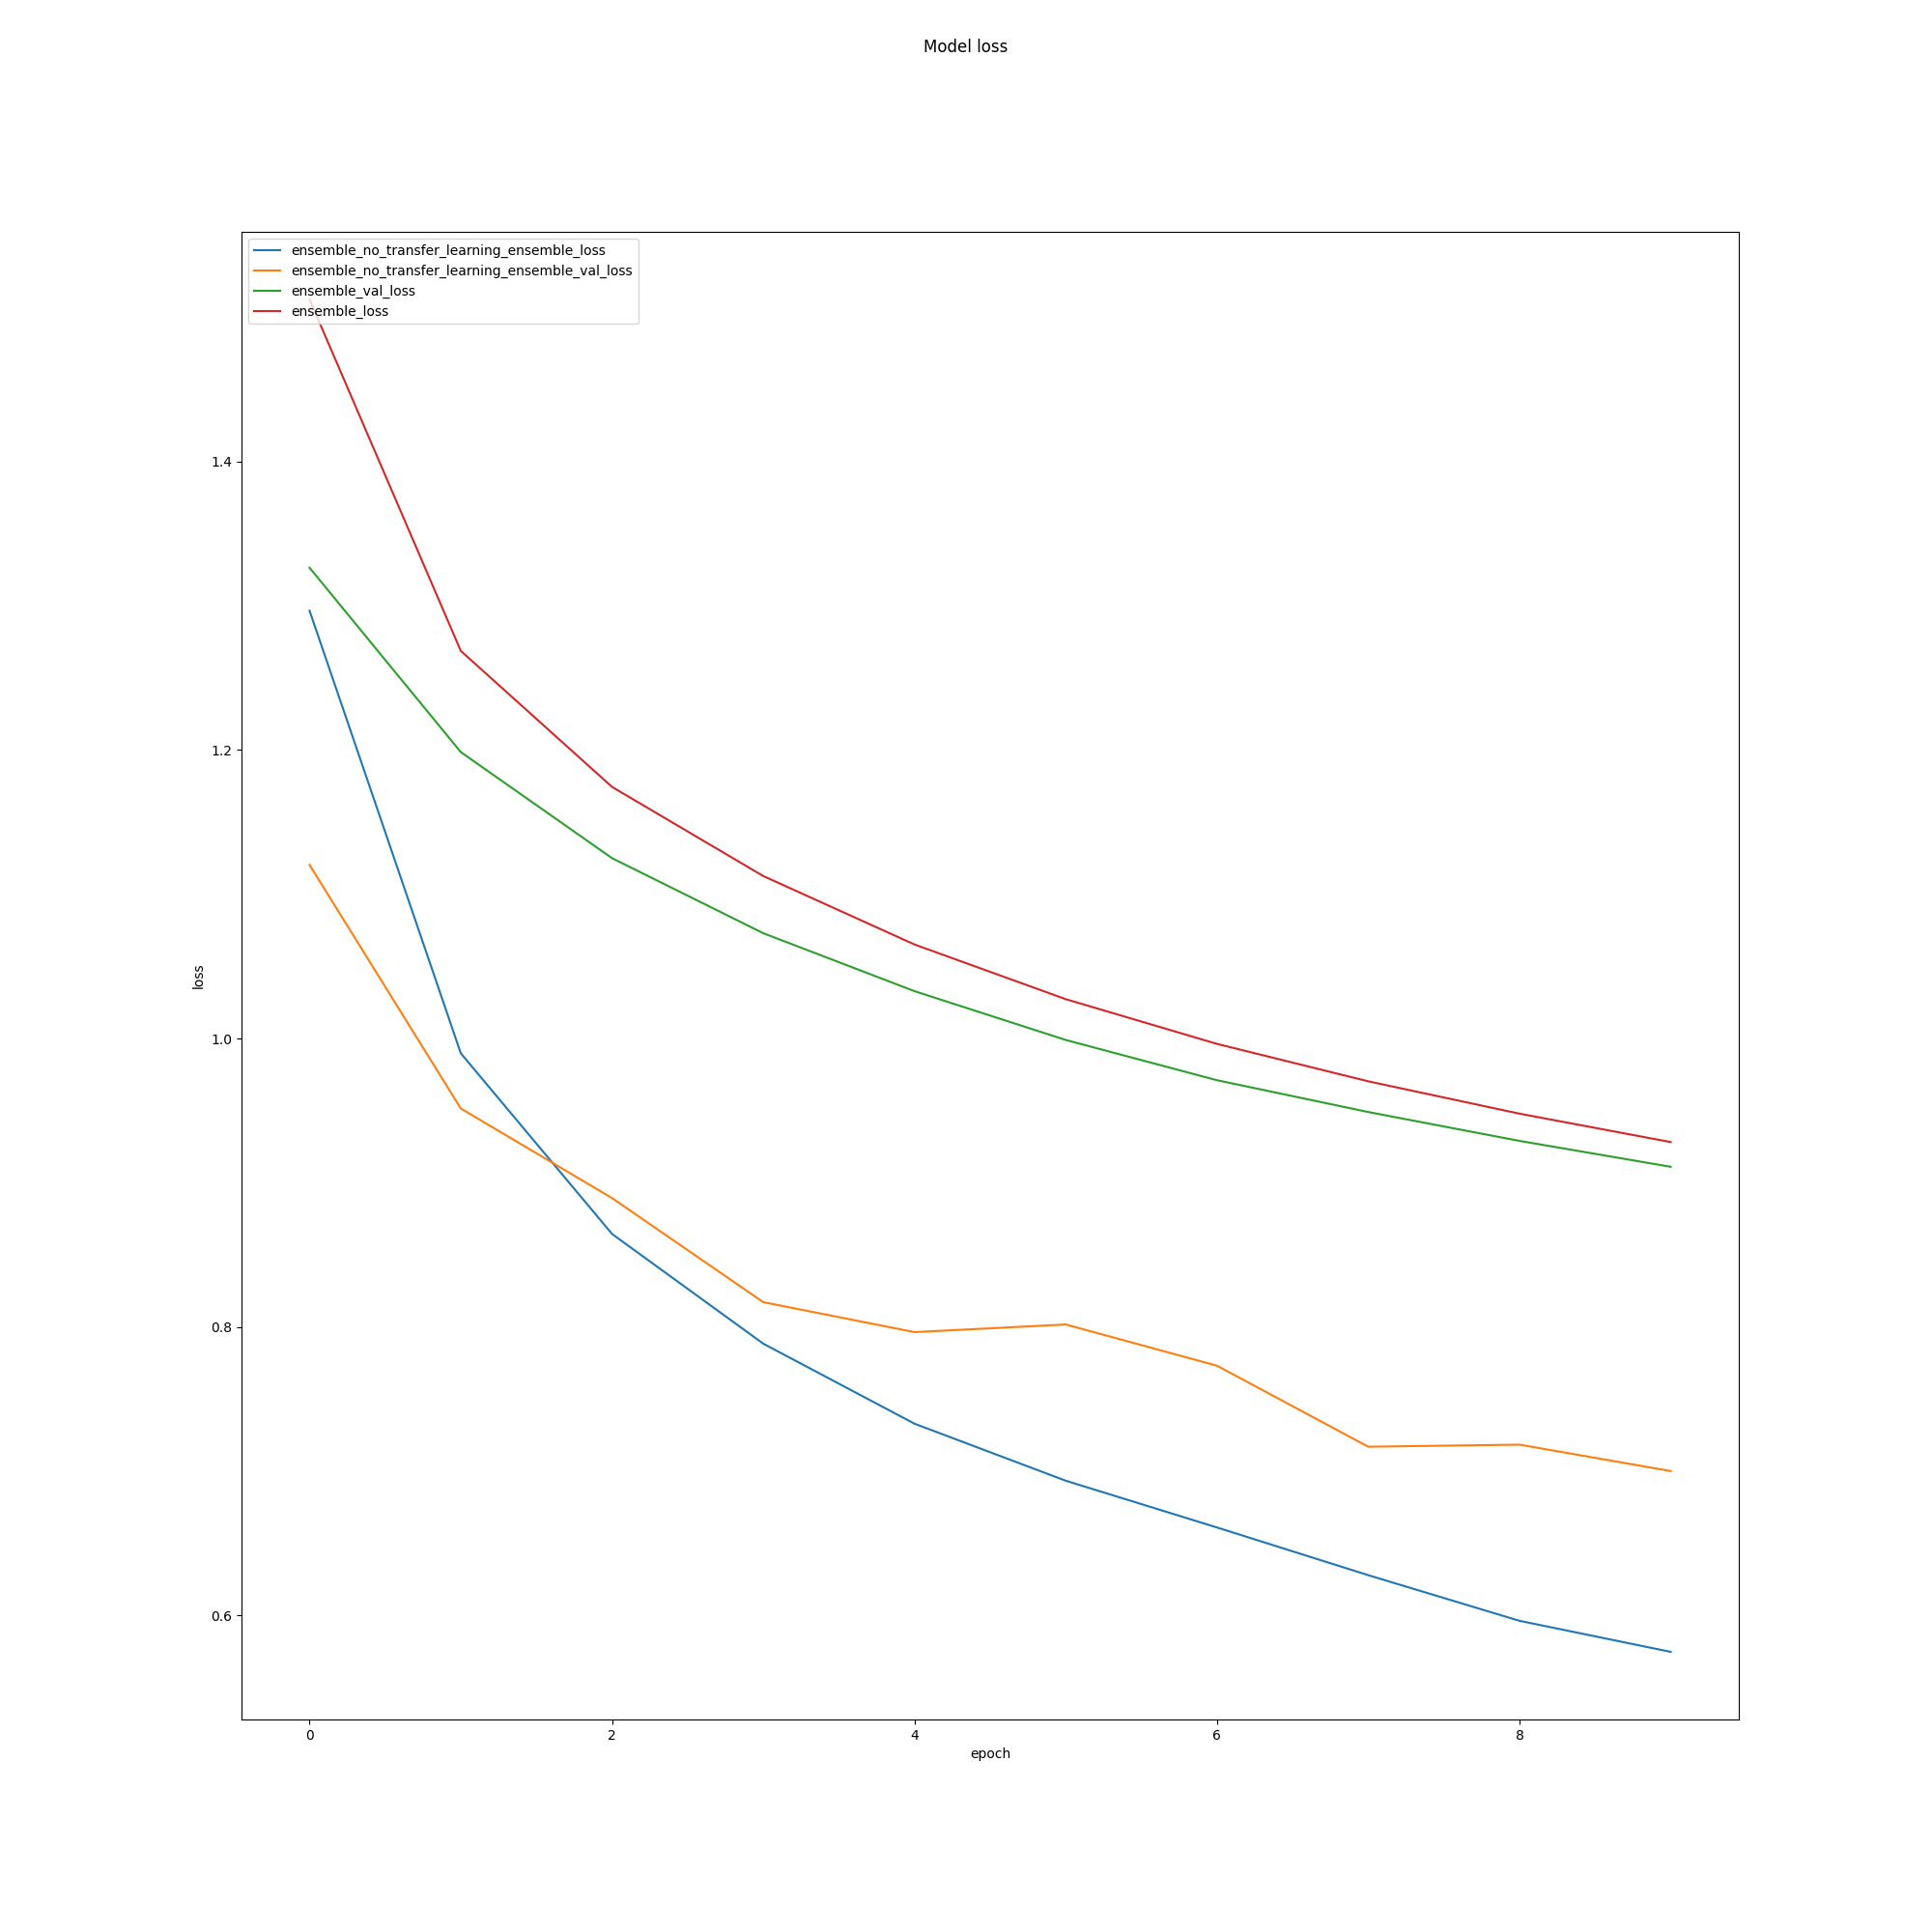 Model loss
ensemble_no_transfer_learning_ensemble_loss
ensemble_no_transfer_learning_ensemble_val_loss
ensemble_val_loss
ensemble_loss
1.4
1.2
1.0
0.8
0.6
loss
0 2 4 6 8
epoch